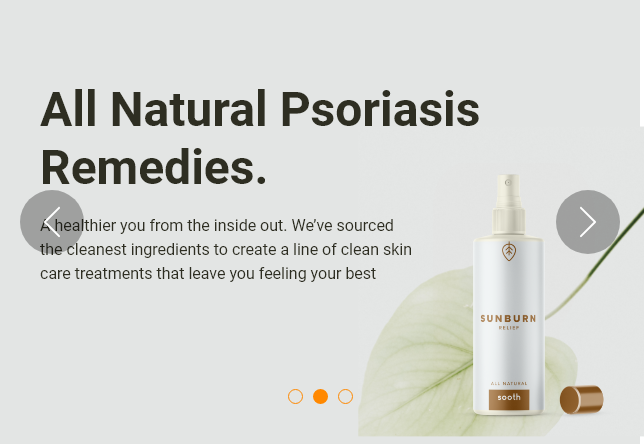 All Natural Psoriasis
Remedies.
A healthier you from the inside out. We've sourced
the cleanest ingredients to create a line of clean skin
care treatments that leave you feeling your best
SUNBURN
RELIEF
ALL NATURAL
sooth